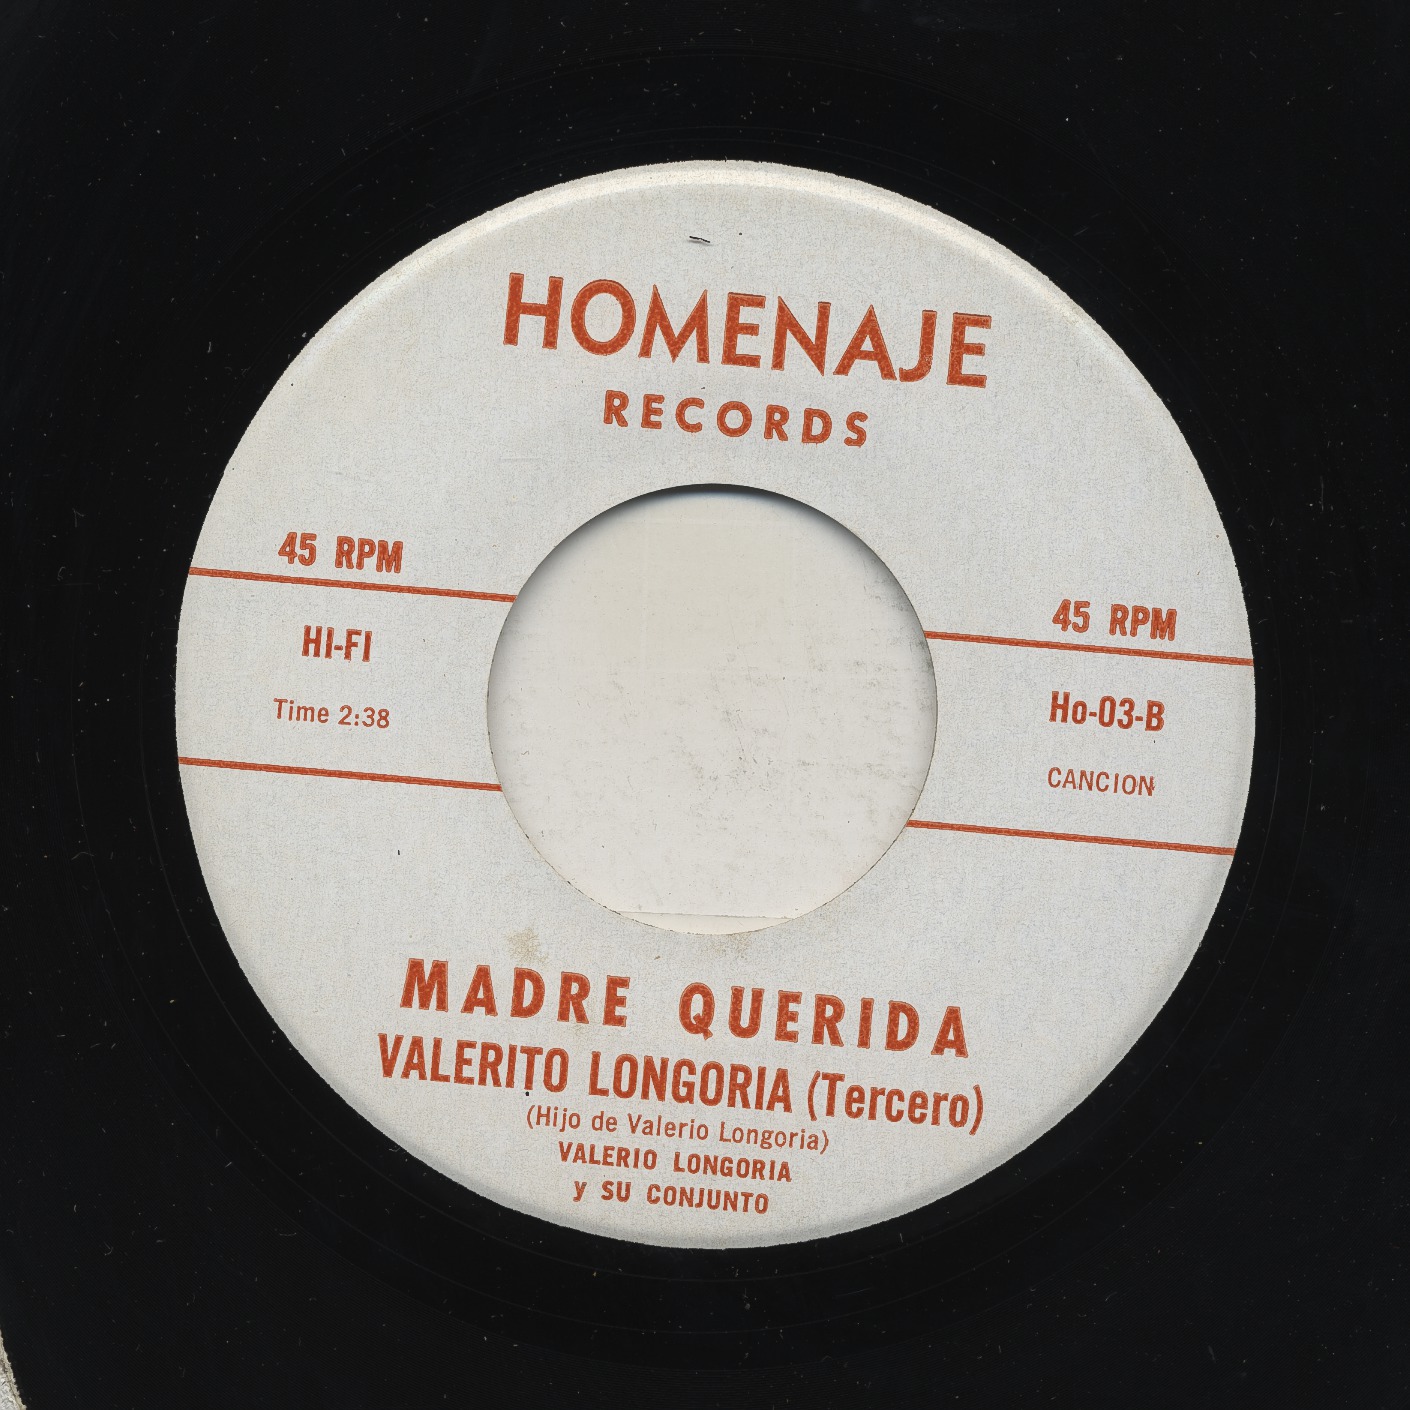 HOMENAJE
RECORDS
45 RPM
HI-FI
Time 2:38
45 RPM
Ho-03-B
CANCION
MADRE QUERIDA
VALERITO LONGORIA (Tercero)
(Hijo de Valerio Longoria)
VALERIO LONGORIA
y SU CONJUNTO